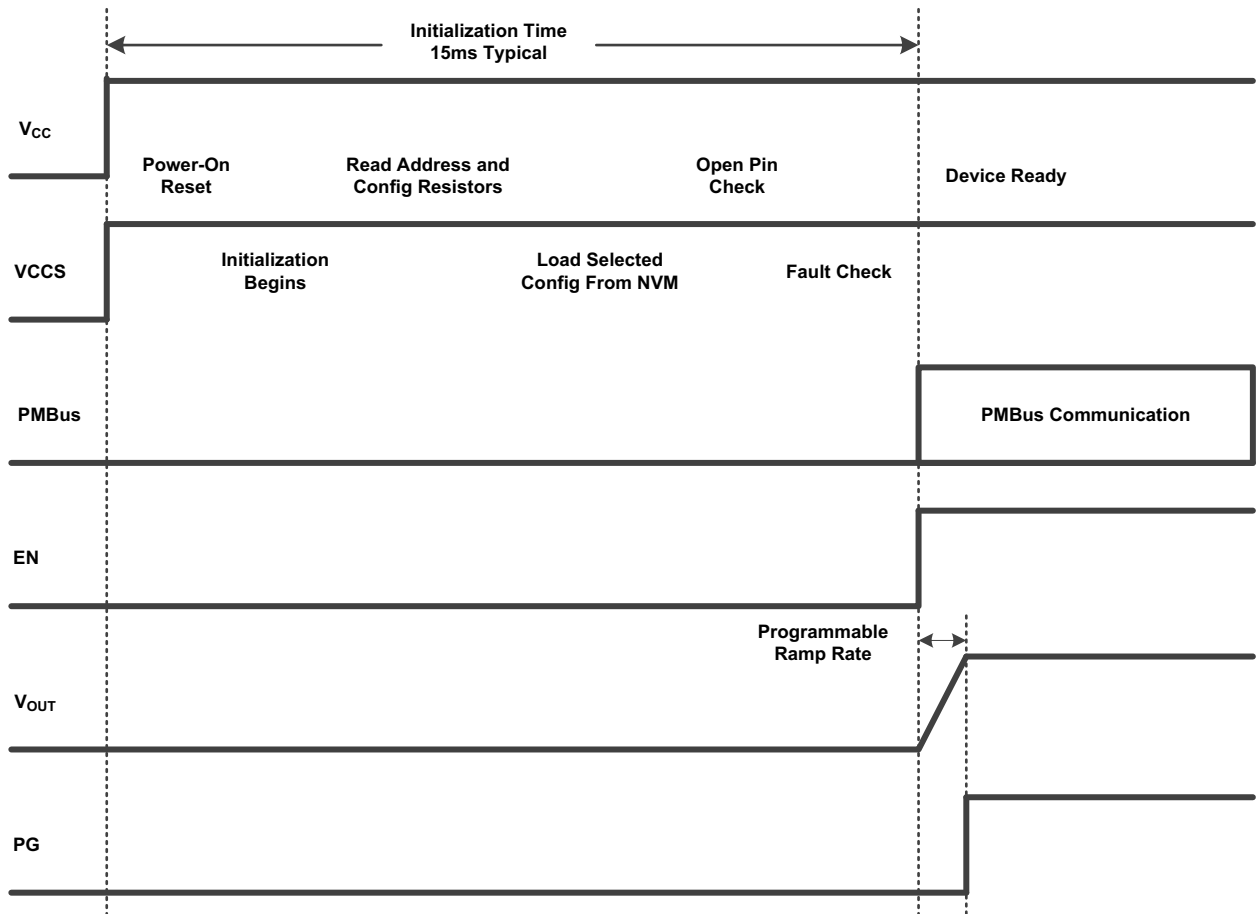 Initialization Time
15ms Typical
VCC
Power-On
Reset
Read Address and
Config Resistors
Open Pin
Check
Device Ready
VCCS
Initialization
Begins
Load Selected
Config From NVM
Fault Check
PMBus
PMBus Communication
EN
Programmable
Ramp Rate
VOUT
PG